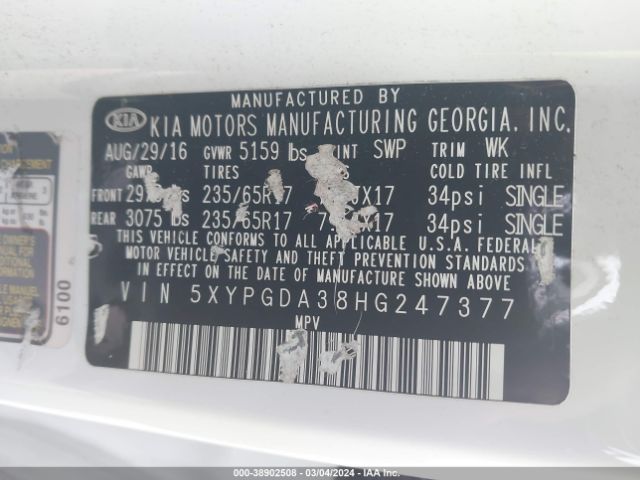 MANUFACTURED BY
KIA KIA MOTORS MANUFACTURING GEORGIA, INC.
AUG/29/16 GVWR 5159 lbs SWP TRIM WK
GAWR TIRES COLD TIRE INFL
FRONT 235/65R17 34psi SINGLE
REAR 3075 lbs 235/65R17 34psi SINGLE
THIS VEHICLE CONFORMS TO ALL APPLICABLE U.S.A. FEDERAL
MOTOR VEHICLE SAFETY AND THEFT PREVENTION STANDARDS
IN EFFECT ON THE DATE OF MANUFACTURE SHOWN ABOVE
VIN 5XYPGDA38HG247377
MPV
6100
000-38902508 - 03/04/2024 - IAA Inc.